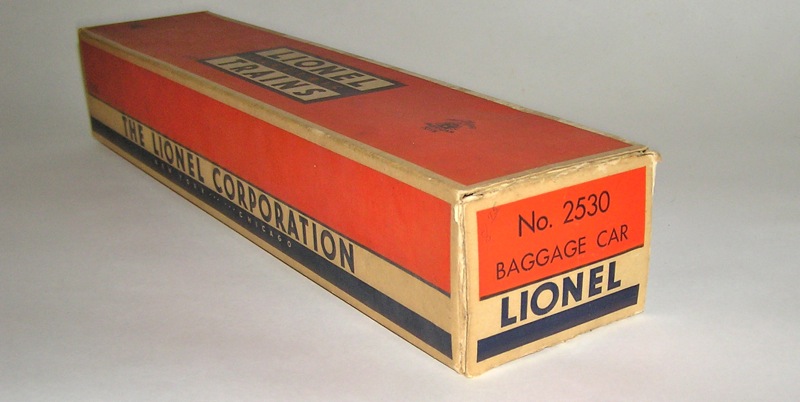 LIONEL
TRAINS
THE LIONEL CORPORATION
NEW YORK CHICAGO
No. 2530
BAGGAGE CAR
LIONEL